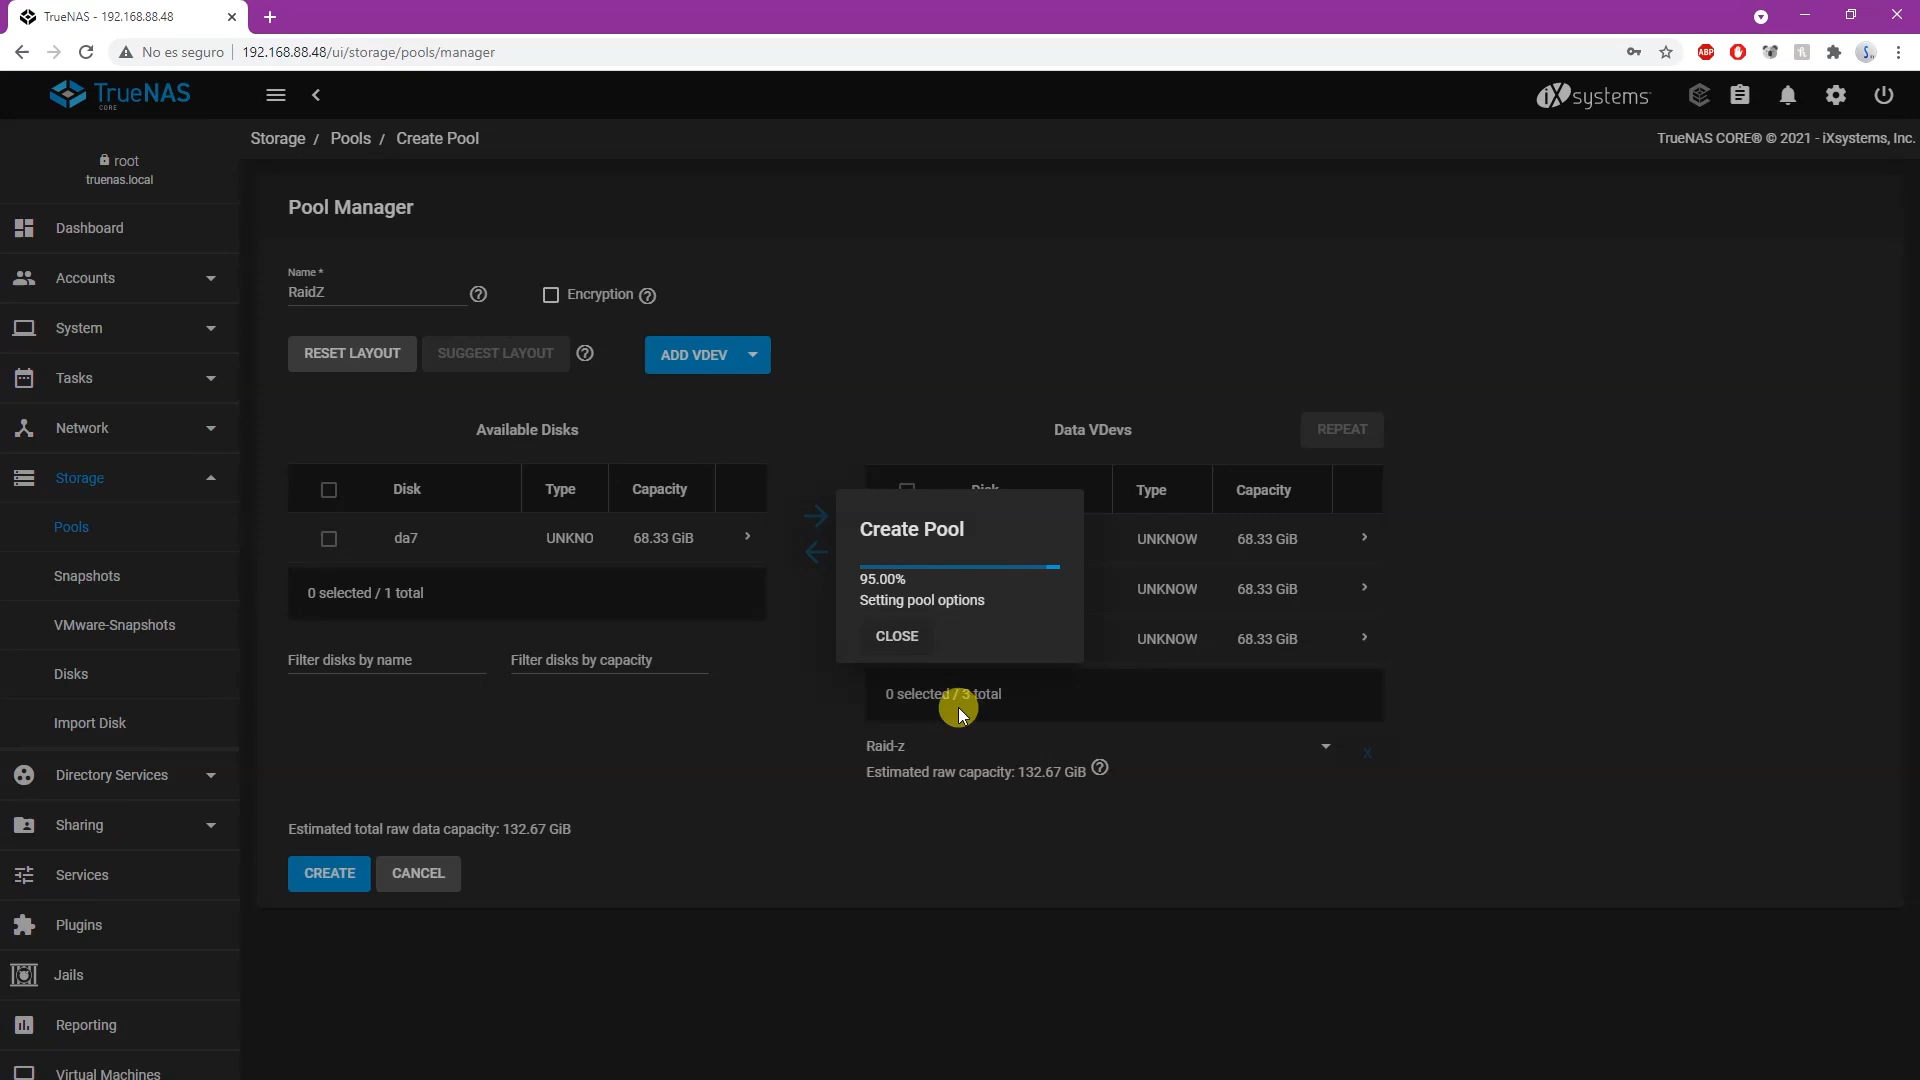 TrueNAS - 192.168.88.48
No es seguro
192.168.88.48/ui/storage/pools/manager
ABP
TrueNAS
CORE
iXsystems
Storage / Pools / Create Pool
TrueNAS CORE® © 2021 - iXsystems, Inc.
root
truenas.local
Dashboard
Accounts
System
Tasks
Network
Storage
Pools
Snapshots
VMware-Snapshots
Disks
Import Disk
Directory Services
Sharing
Services
Plugins
Jails
Reporting
Virtual Machines
Pool Manager
Name *
RaidZ
Encryption
RESET LAYOUT
SUGGEST LAYOUT
ADD VDEV
Available Disks
Disk Type Capacity
da7 UNKNO 68.33 GiB
0 selected / 1 total
Filter disks by name
Filter disks by capacity
Data VDevs
REPEAT
Disk Type Capacity
UNKNOW 68.33 GiB
UNKNOW 68.33 GiB
UNKNOW 68.33 GiB
0 selected / 3 total
Raid-z
x
Estimated raw capacity: 132.67 GiB
Create Pool
95.00%
Setting pool options
CLOSE
Estimated total raw data capacity: 132.67 GiB
CREATE
CANCEL